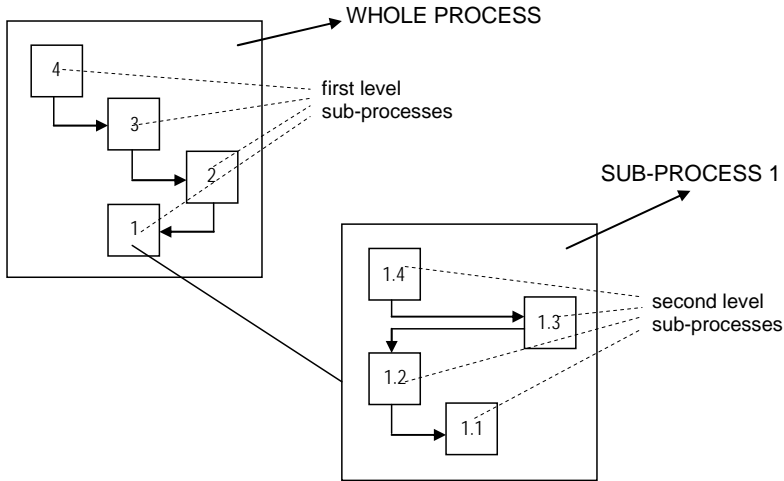 WHOLE PROCESS
4
first level
sub-processes
3
2
1
SUB-PROCESS 1
1.4
second level
sub-processes
1.3
1.2
1.1